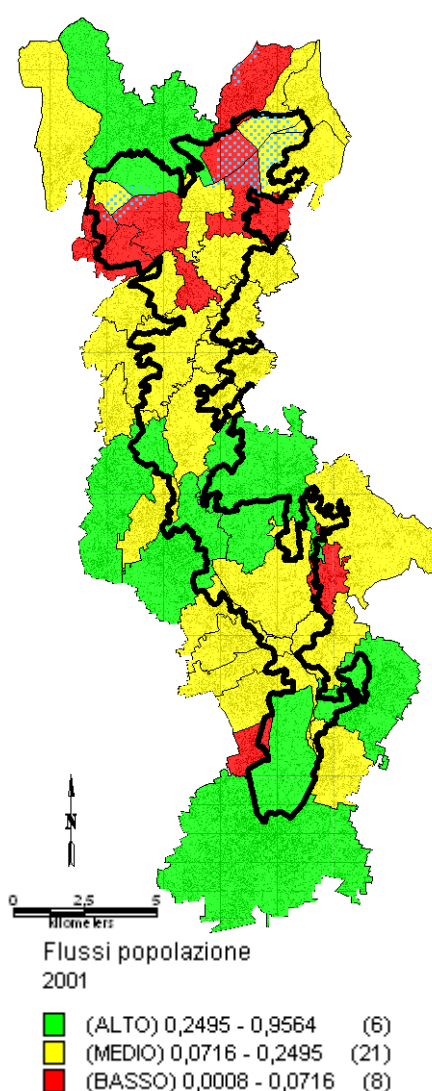 N
0 2,5 5
kilometers
Flussi popolazione
2001
(ALTO) 0,2495 - 0,9564 (6)
(MEDIO) 0,0716 - 0,2495 (21)
(BASSO) 0,0008 - 0,0716 (8)